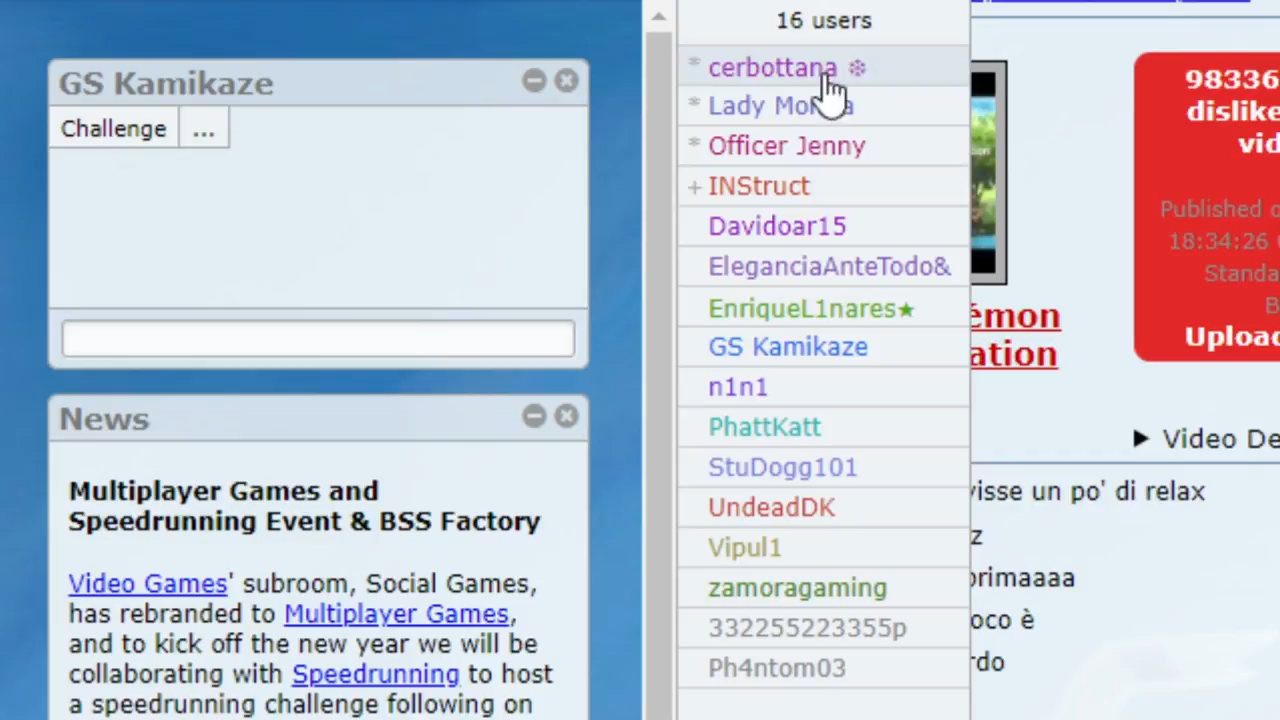 GS Kamikaze
Challenge
...
News
Multiplayer Games and
Speedrunning Event & BSS Factory
Video Games' subroom, Social Games,
has rebranded to Multiplayer Games,
and to kick off the new year we will be
collaborating with Speedrunning to host
a speedrunning challenge following on
16 users
* cerbottana ❄
* Lady
* Officer Jenny
+ INStruct
Davidoar15
EleganciaAnteTodo&
EnriqueL1nares★
GS Kamikaze
n1n1
PhattKatt
StuDogg101
UndeadDK
Vipul1
zamoragaming
332255223355p
Ph4ntom03
émon
ation
98336
dislike
vid
Published o
18:34:26
Standa
B
Upload
▶ Video De
visse un po' di relax
z
orimaaaa
oco è
rdo